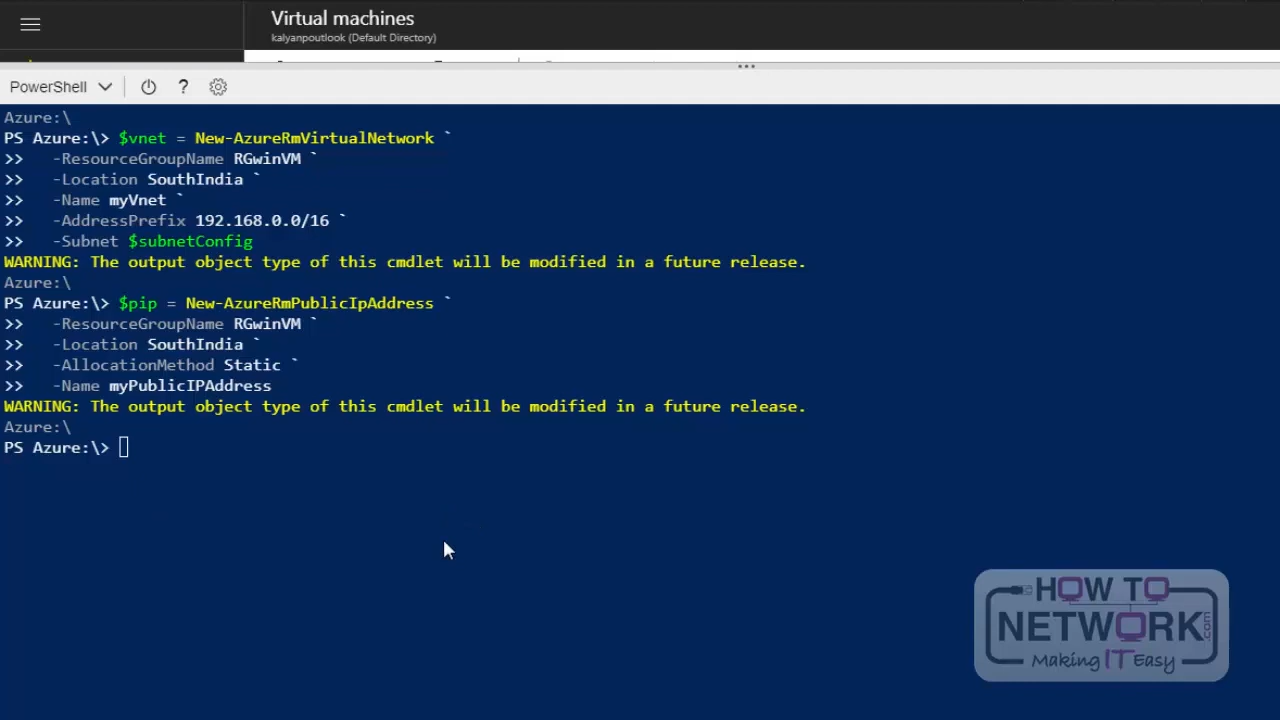 Virtual machines
kalyanpoutlook (Default Directory)
PowerShell
?
Azure:\
PS Azure:\> $vnet = New-AzureRmVirtualNetwork `
>>   -ResourceGroupName RGwinVM `
>>   -Location SouthIndia `
>>   -Name myVnet `
>>   -AddressPrefix 192.168.0.0/16 `
>>   -Subnet $subnetConfig
WARNING: The output object type of this cmdlet will be modified in a future release.
Azure:\
PS Azure:\> $pip = New-AzureRmPublicIpAddress `
>>   -ResourceGroupName RGwinVM `
>>   -Location SouthIndia `
>>   -AllocationMethod Static `
>>   -Name myPublicIPAddress
WARNING: The output object type of this cmdlet will be modified in a future release.
Azure:\
PS Azure:\>
HOW TO
NETWORK.com
Making IT Easy